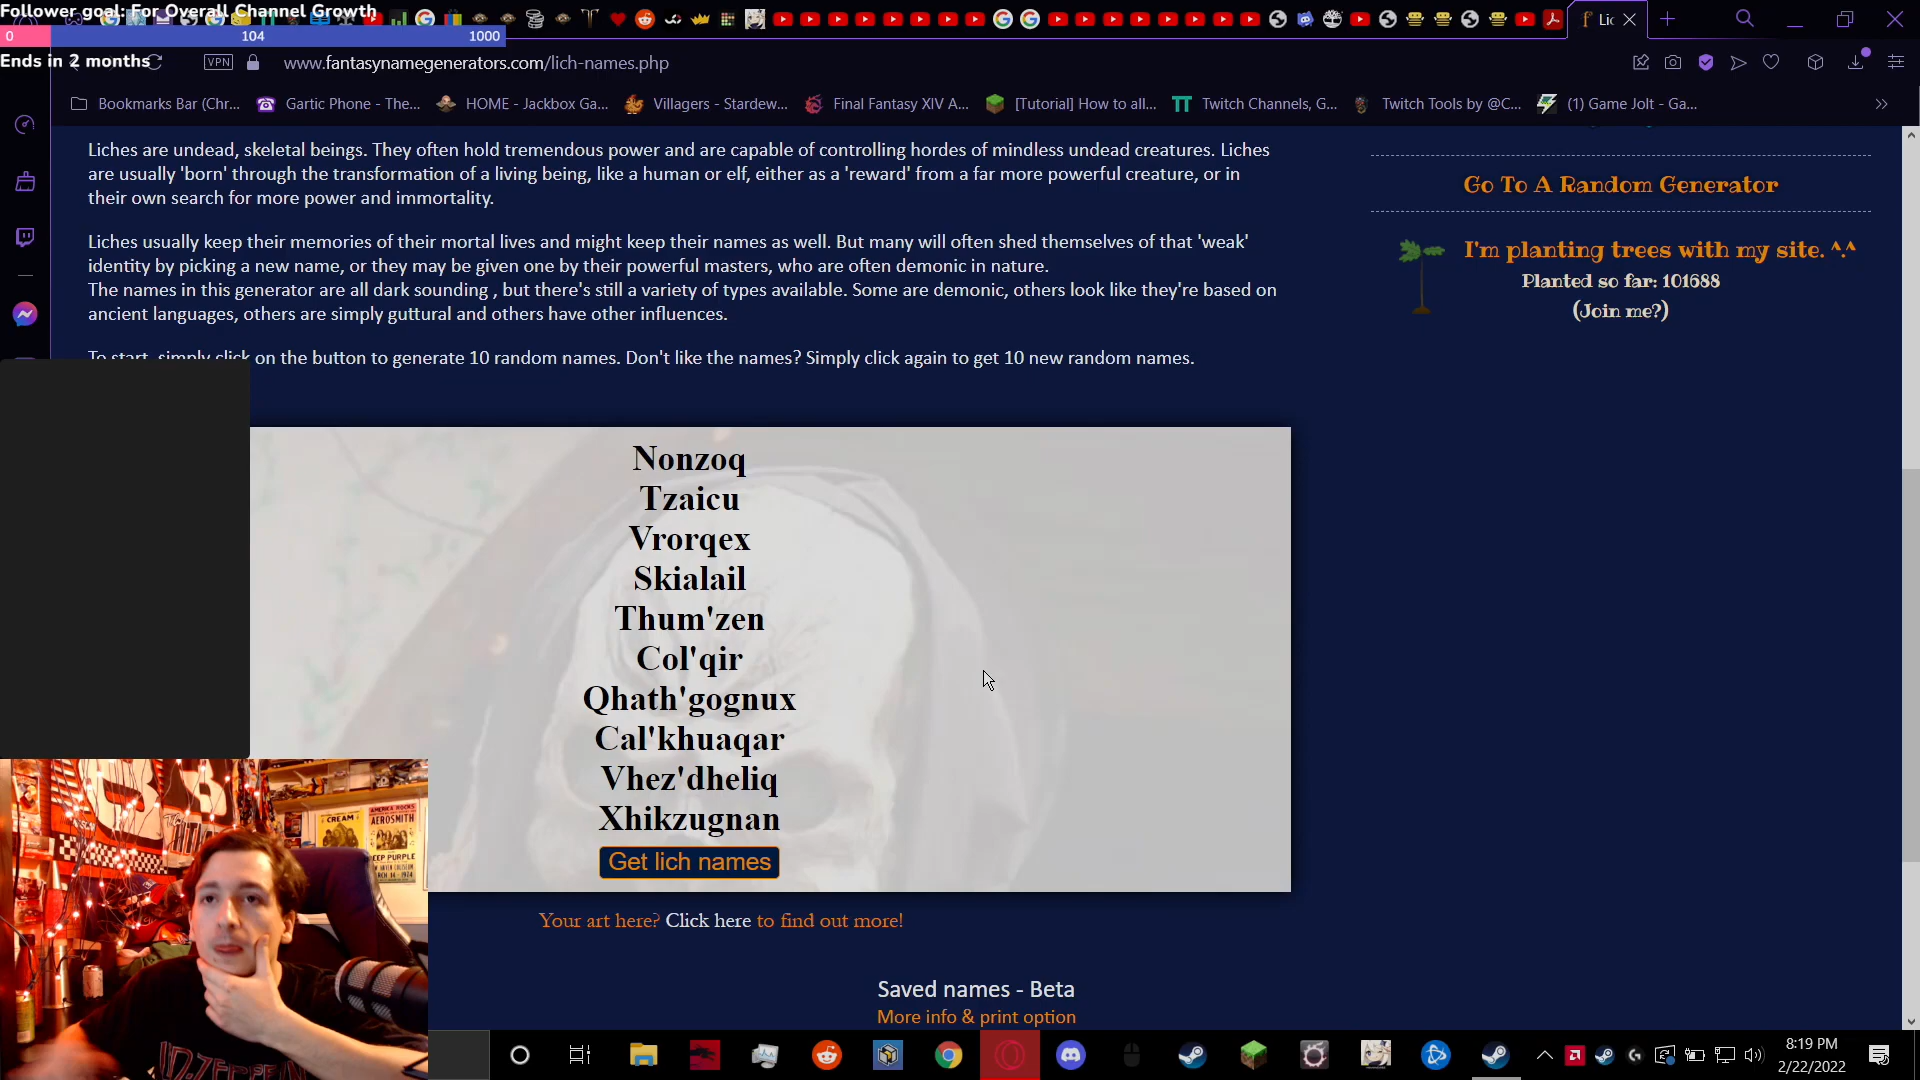 Follower goal: For Overall Channel Growth
0 104 1000
Ends in 2 months
Lic
VPN www.fantasynamegenerators.com/lich-names.php
Bookmarks Bar (Chr... Gartic Phone - The... HOME - Jackbox Ga... Villagers - Stardew... Final Fantasy XIV A... [Tutorial] How to all... Twitch Channels, G... Twitch Tools by @C... (1) Game Jolt - Ga...
Liches are undead, skeletal beings. They often hold tremendous power and are capable of controlling hordes of mindless undead creatures. Liches
are usually 'born' through the transformation of a living being, like a human or elf, either as a 'reward' from a far more powerful creature, or in
their own search for more power and immortality.
Liches usually keep their memories of their mortal lives and might keep their names as well. But many will often shed themselves of that 'weak'
identity by picking a new name, or they may be given one by their powerful masters, who are often demonic in nature.
The names in this generator are all dark sounding , but there's still a variety of types available. Some are demonic, others look like they're based on
ancient languages, others are simply guttural and others have other influences.
To start, simply click on the button to generate 10 random names. Don't like the names? Simply click again to get 10 new random names.
Go To A Random Generator
I'm planting trees with my site. ^.^
Planted so far: 101688
(Join me?)
Nonzoq
Tzaicu
Vrorqex
Skialail
Thum'zen
Col'qir
Qhath'gognux
Cal'khuaqar
Vhez'dheliq
Xhikzugnan
Get lich names
Your art here? Click here to find out more!
Saved names - Beta
More info & print option
CREAM
AMERICA ROCKS
AEROSMITH
DEEP PURPLE
8:19 PM
2/22/2022